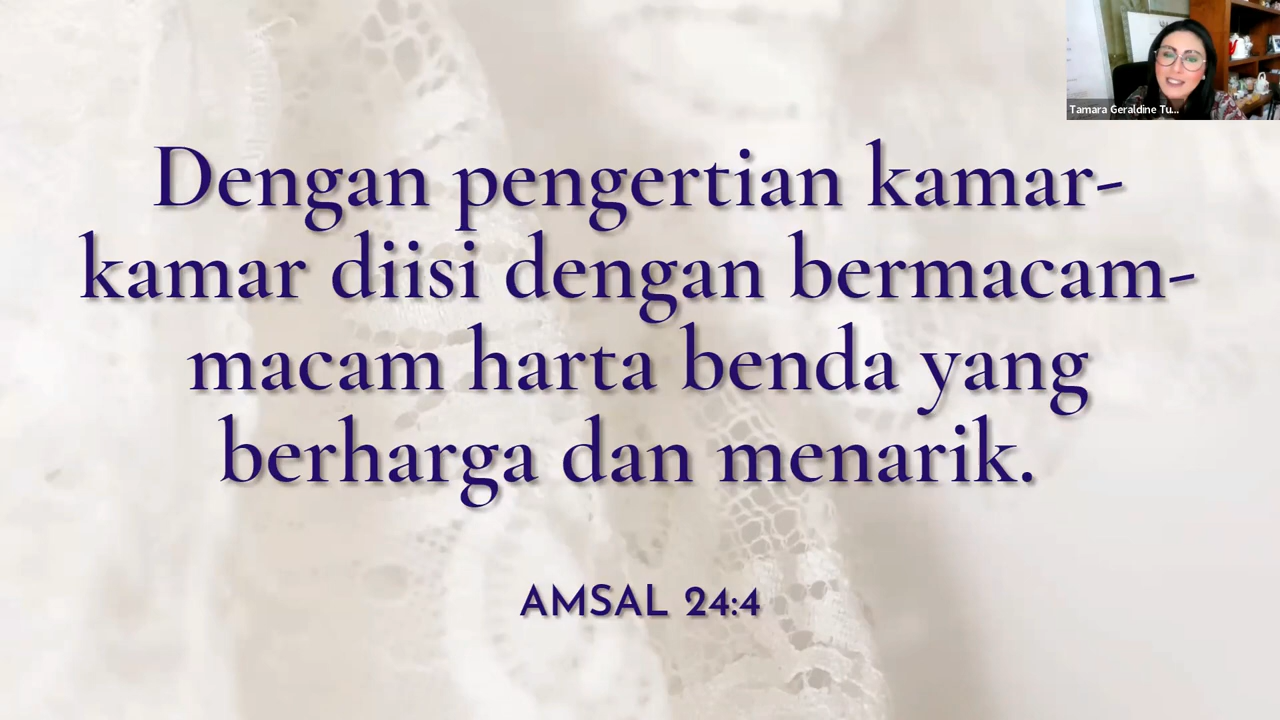 Tamara Geraldine Tu...
Dengan pengertian kamar-
kamar diisi dengan bermacam-
macam harta benda yang
berharga dan menarik.
AMSAL 24:4